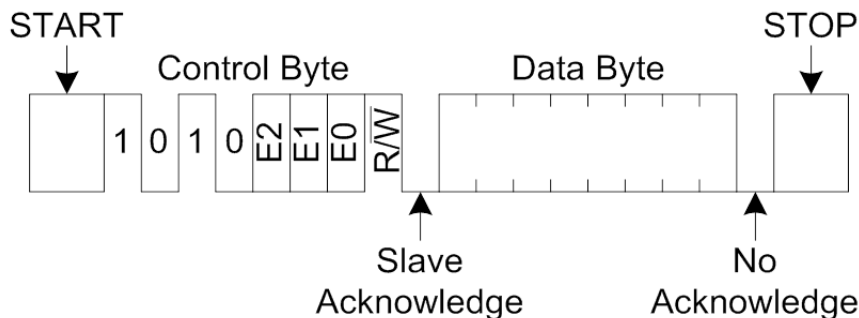 START STOP
Control Byte Data Byte
1 0 1 0 E2 E1 E0 R/W
Slave No
Acknowledge Acknowledge